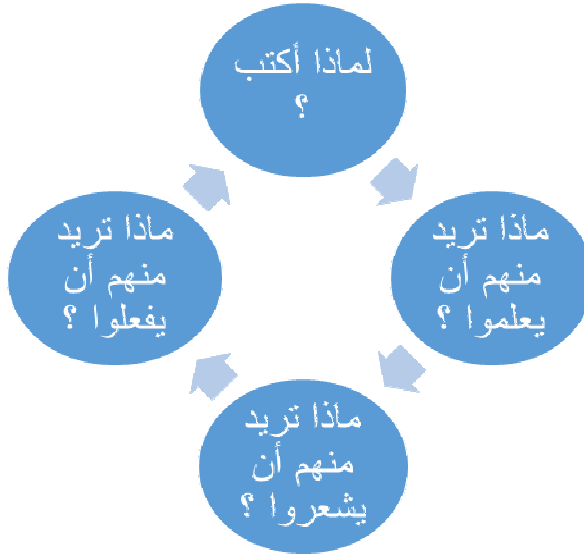 لماذا أكتب
؟
ماذا تريد
منهم أن
يعلموا ؟
ماذا تريد
منهم أن
يشعروا ؟
ماذا تريد
منهم أن
يفعلوا ؟